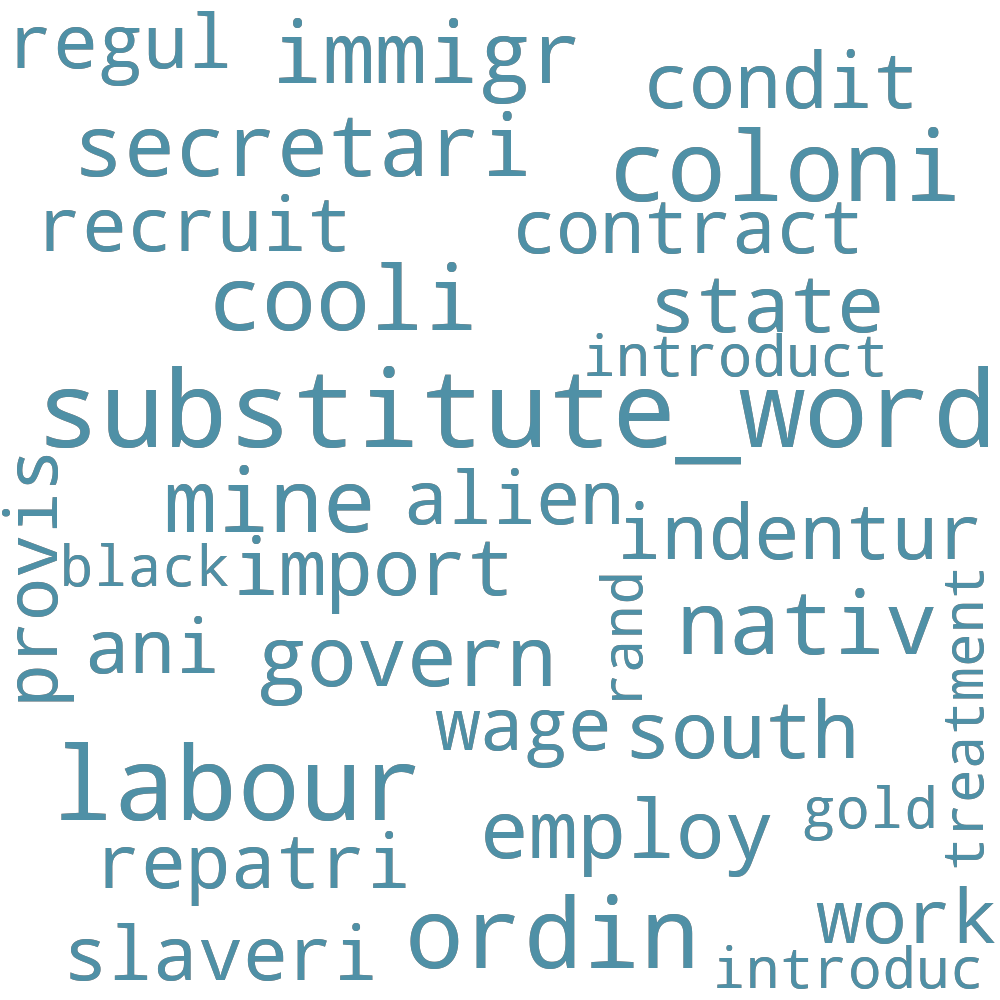 regul
immigr
condit
secretari
coloni
recruit
contract
cooli
state
introduct
substitute_word
provis
mine
alien
indentur
black
import
rand
nativ
treatment
ani
govern
wage
south
labour
employ
gold
repatri
work
slaveri
ordin
introduc